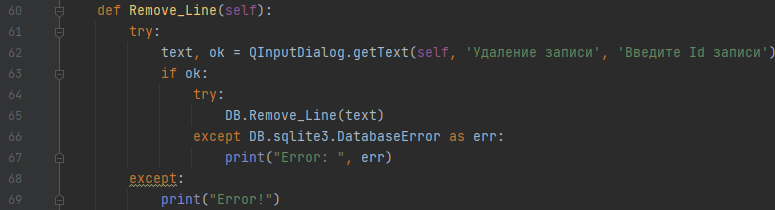 60 def Remove_Line(self):
61 try:
62 text, ok = QInputDialog.getText(self, 'Удаление записи', 'Введите Id записи')
63 if ok:
64 try:
65 DB.Remove_Line(text)
66 except DB.sqlite3.DatabaseError as err:
67 print("Error: ", err)
68 except:
69 print("Error!")